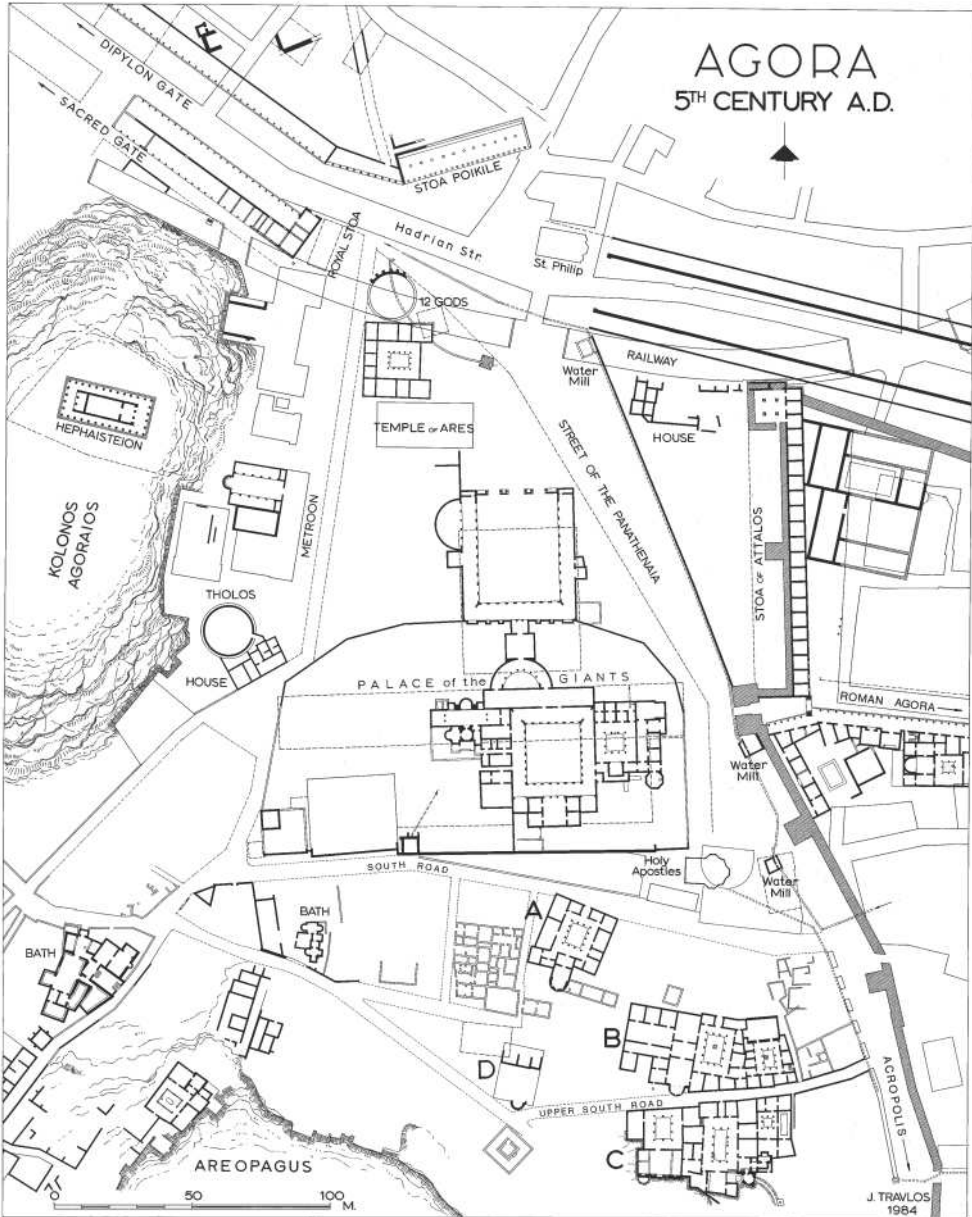 AGORA
5TH CENTURY A.D.
DIPYLON GATE
SACRED GATE
STOA POIKILE
ROYAL STOA
Hadrian Str.
St. Philip
12 GODS
RAILWAY
Water
Mill
HOUSE
TEMPLE OF ARES
HEPHAISTEION
STREET OF THE PANATHENAIA
STOA OF ATTALOS
METROON
KOLONOS
AGORAIOS
THOLOS
HOUSE
PALACE of the GIANTS
ROMAN AGORA
Water
Mill
SOUTH ROAD
Holy
Apostles
Water
Mill
A
BATH
BATH
B
D
ACROPOLIS
UPPER SOUTH ROAD
C
AREOPAGUS
0 50 100
M.
J. TRAVLOS
1984